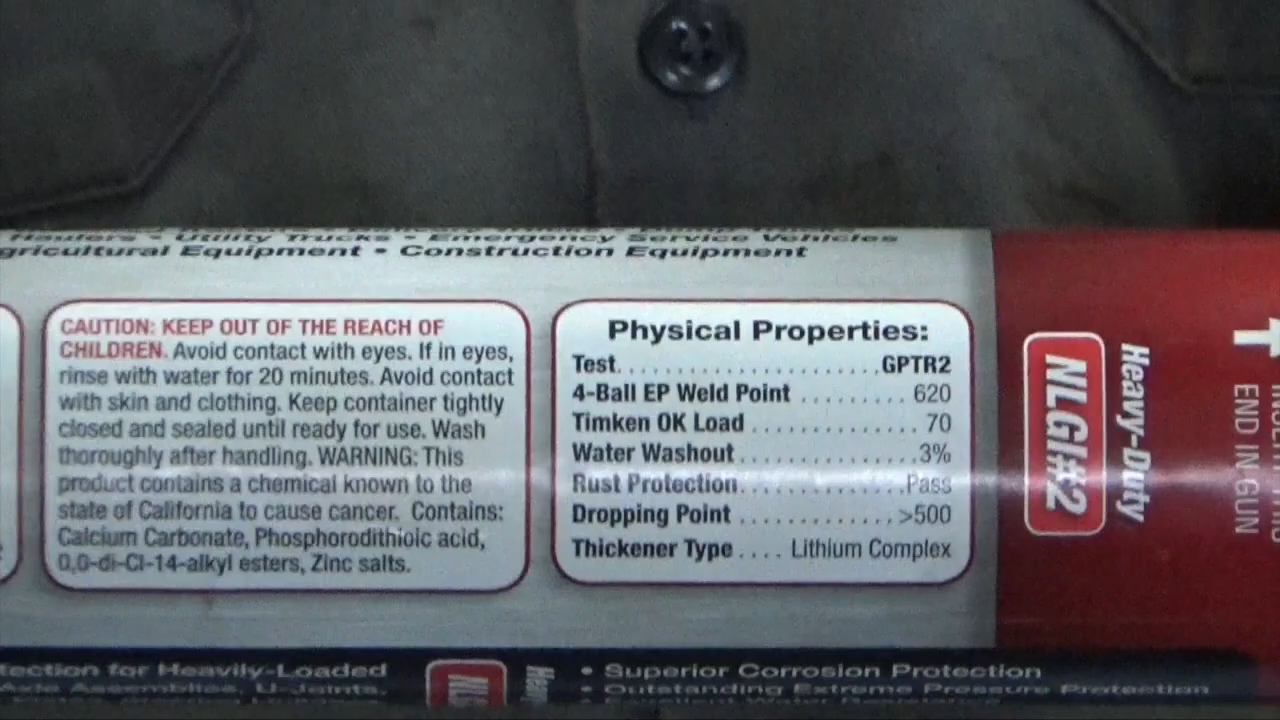 Haulers • Utility Trucks • Emergency Service Vehicles
gricultural Equipment • Construction Equipment
CAUTION: KEEP OUT OF THE REACH OF
CHILDREN. Avoid contact with eyes. If in eyes,
rinse with water for 20 minutes. Avoid contact
with skin and clothing. Keep container tightly
closed and sealed until ready for use. Wash
thoroughly after handling. WARNING: This
product contains a chemical known to the
state of California to cause cancer. Contains:
Calcium Carbonate, Phosphorodithioic acid,
0,0-di-Cl-14-alkyl esters, Zinc salts.
Physical Properties:
Test......................GPTR2
4-Ball EP Weld Point ......... 620
Timken OK Load .............. 70
Water Washout ...............3%
Rust Protection..............Pass
Dropping Point .............>500
Thickener Type .... Lithium Complex
Heavy-Duty
NLGI#2
END IN GUN
tection for Heavily-Loaded
Axle Assemblies, U-Joints,
• Superior Corrosion Protection
• Outstanding Extreme Pressure Protection